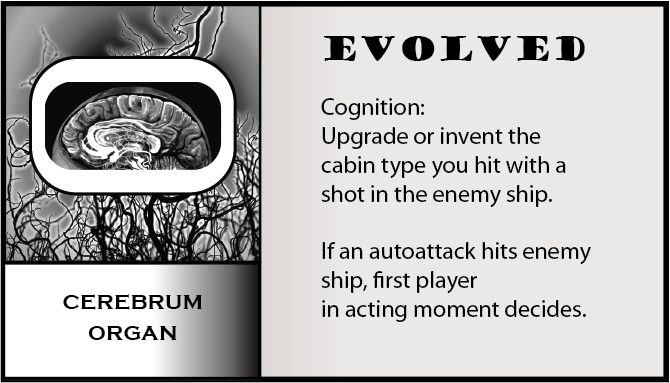 EVOLVED
Cognition:
Upgrade or invent the
cabin type you hit with a
shot in the enemy ship.
If an autoattack hits enemy
ship, first player
in acting moment decides.
CEREBRUM
ORGAN